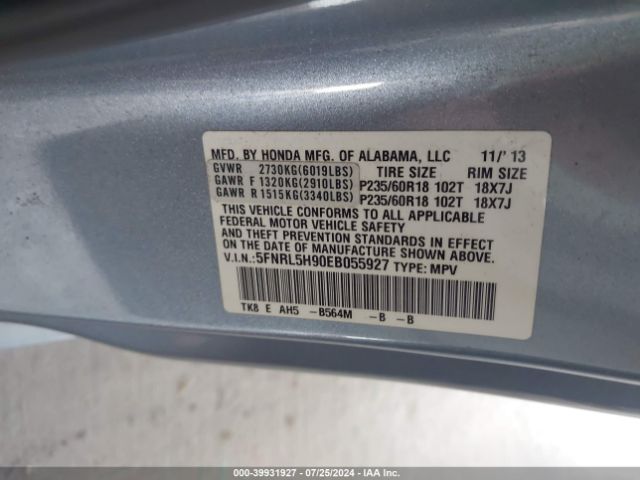 MFD. BY HONDA MFG. OF ALABAMA, LLC 11/'13
GVWR 2730KG(6019LBS) TIRE SIZE RIM SIZE
GAWR F 1320KG(2910LBS) P235/60R18 102T 18X7J
GAWR R 1515KG(3340LBS) P235/60R18 102T 18X7J
THIS VEHICLE CONFORMS TO ALL APPLICABLE
FEDERAL MOTOR VEHICLE SAFETY
AND THEFT PREVENTION STANDARDS IN EFFECT
ON THE DATE OF MANUFACTURE SHOWN ABOVE.
V.I.N.:5FNRL5H90EB055927 TYPE: MPV
TK8 E AH5 -B564M -B -B
000-39931927 - 07/25/2024 - IAA Inc.